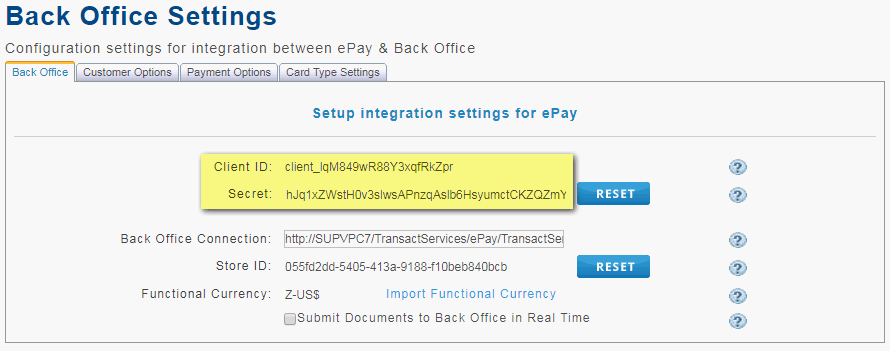 Back Office Settings
Configuration settings for integration between ePay & Back Office
Back Office Customer Options Payment Options Card Type Settings
Setup integration settings for ePay
Client ID: client_lqM849wR88Y3xqfRkZpr
Secret: hJq1xZWstH0v3slwsAPnzqAslb6HsyumctCKZQZmY RESET
Back Office Connection: http://SUPVPC7/TransactServices/ePay/TransactSer
Store ID: 055fd2dd-5405-413a-9188-f10beb840bcb RESET
Functional Currency: Z-US$ Import Functional Currency
Submit Documents to Back Office in Real Time